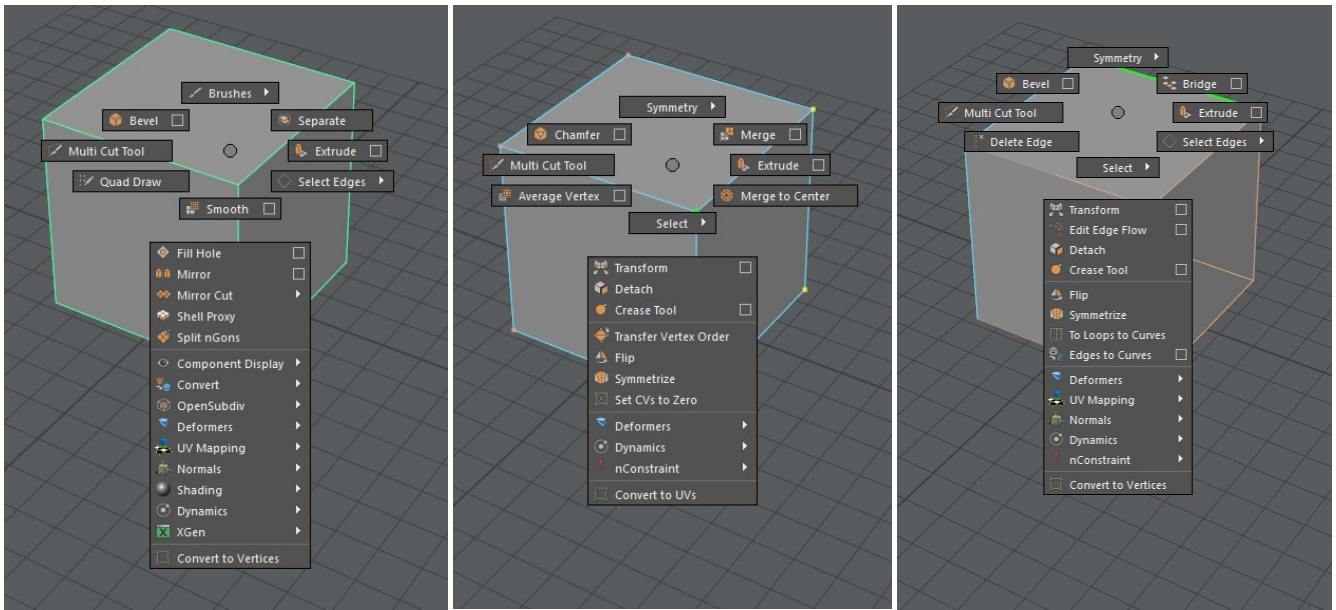 Brushes
Bevel
Separate
Multi Cut Tool
Extrude
Quad Draw
Select Edges
Smooth
Fill Hole
Mirror
Mirror Cut
Shell Proxy
Split nGons
Component Display
Convert
OpenSubdiv
Deformers
UV Mapping
Normals
Shading
Dynamics
XGen
Convert to Vertices
Symmetry
Chamfer
Merge
Multi Cut Tool
Extrude
Average Vertex
Merge to Center
Select
Transform
Detach
Crease Tool
Transfer Vertex Order
Flip
Symmetrize
Set CVs to Zero
Deformers
Dynamics
nConstraint
Convert to UVs
Symmetry
Bevel
Bridge
Multi Cut Tool
Extrude
Delete Edge
Select Edges
Select
Transform
Edit Edge Flow
Detach
Crease Tool
Flip
Symmetrize
To Loops to Curves
Edges to Curves
Deformers
UV Mapping
Normals
Dynamics
nConstraint
Convert to Vertices